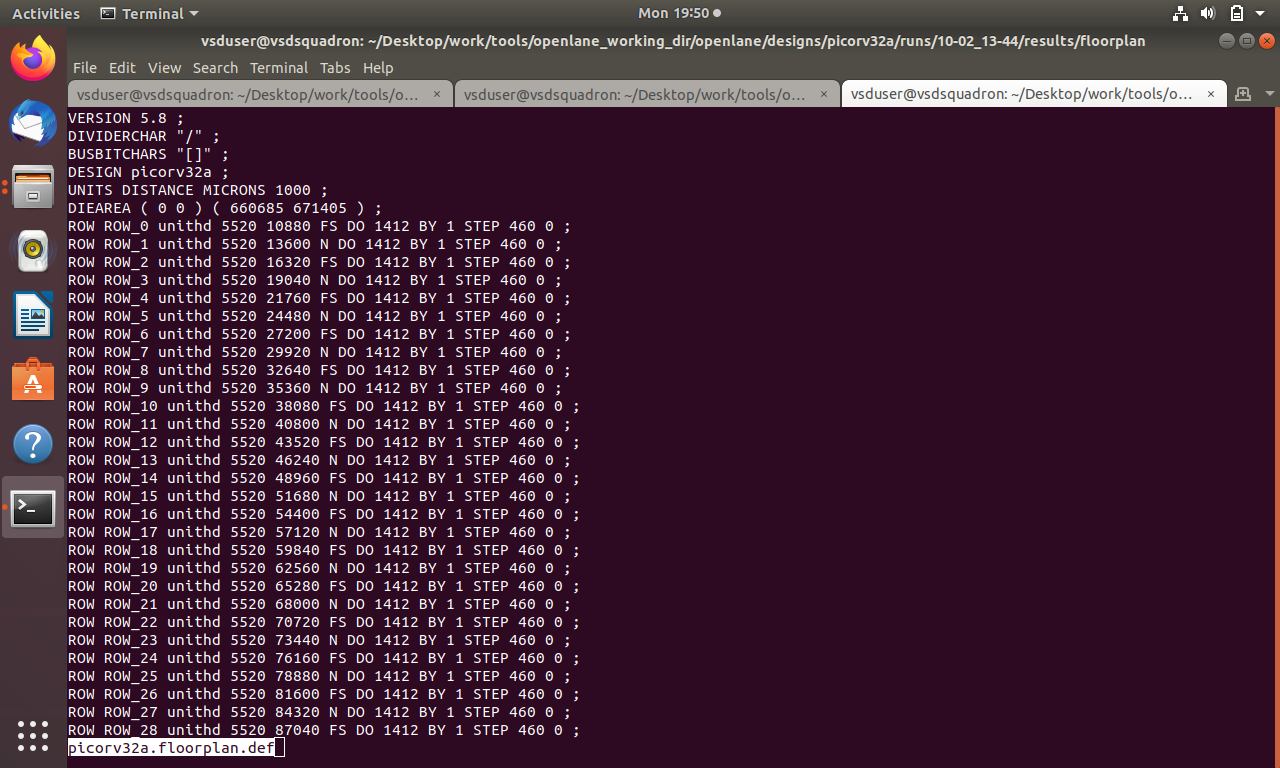 Activities
Terminal
Mon 19:50
vsduser@vsdsquadron: ~/Desktop/work/tools/openlane_working_dir/openlane/designs/picorv32a/runs/10-02_13-44/results/floorplan
File Edit View Search Terminal Tabs Help
vsduser@vsdsquadron: ~/Desktop/work/tools/o... ×
vsduser@vsdsquadron: ~/Desktop/work/tools/o... ×
vsduser@vsdsquadron: ~/Desktop/work/tools/o... ×
VERSION 5.8 ;
DIVIDERCHAR "/" ;
BUSBITCHARS "[]" ;
DESIGN picorv32a ;
UNITS DISTANCE MICRONS 1000 ;
DIEAREA ( 0 0 ) ( 660685 671405 ) ;
ROW ROW_0 unithd 5520 10880 FS DO 1412 BY 1 STEP 460 0 ;
ROW ROW_1 unithd 5520 13600 N DO 1412 BY 1 STEP 460 0 ;
ROW ROW_2 unithd 5520 16320 FS DO 1412 BY 1 STEP 460 0 ;
ROW ROW_3 unithd 5520 19040 N DO 1412 BY 1 STEP 460 0 ;
ROW ROW_4 unithd 5520 21760 FS DO 1412 BY 1 STEP 460 0 ;
ROW ROW_5 unithd 5520 24480 N DO 1412 BY 1 STEP 460 0 ;
ROW ROW_6 unithd 5520 27200 FS DO 1412 BY 1 STEP 460 0 ;
ROW ROW_7 unithd 5520 29920 N DO 1412 BY 1 STEP 460 0 ;
ROW ROW_8 unithd 5520 32640 FS DO 1412 BY 1 STEP 460 0 ;
ROW ROW_9 unithd 5520 35360 N DO 1412 BY 1 STEP 460 0 ;
ROW ROW_10 unithd 5520 38080 FS DO 1412 BY 1 STEP 460 0 ;
ROW ROW_11 unithd 5520 40800 N DO 1412 BY 1 STEP 460 0 ;
ROW ROW_12 unithd 5520 43520 FS DO 1412 BY 1 STEP 460 0 ;
ROW ROW_13 unithd 5520 46240 N DO 1412 BY 1 STEP 460 0 ;
ROW ROW_14 unithd 5520 48960 FS DO 1412 BY 1 STEP 460 0 ;
ROW ROW_15 unithd 5520 51680 N DO 1412 BY 1 STEP 460 0 ;
ROW ROW_16 unithd 5520 54400 FS DO 1412 BY 1 STEP 460 0 ;
ROW ROW_17 unithd 5520 57120 N DO 1412 BY 1 STEP 460 0 ;
ROW ROW_18 unithd 5520 59840 FS DO 1412 BY 1 STEP 460 0 ;
ROW ROW_19 unithd 5520 62560 N DO 1412 BY 1 STEP 460 0 ;
ROW ROW_20 unithd 5520 65280 FS DO 1412 BY 1 STEP 460 0 ;
ROW ROW_21 unithd 5520 68000 N DO 1412 BY 1 STEP 460 0 ;
ROW ROW_22 unithd 5520 70720 FS DO 1412 BY 1 STEP 460 0 ;
ROW ROW_23 unithd 5520 73440 N DO 1412 BY 1 STEP 460 0 ;
ROW ROW_24 unithd 5520 76160 FS DO 1412 BY 1 STEP 460 0 ;
ROW ROW_25 unithd 5520 78880 N DO 1412 BY 1 STEP 460 0 ;
ROW ROW_26 unithd 5520 81600 FS DO 1412 BY 1 STEP 460 0 ;
ROW ROW_27 unithd 5520 84320 N DO 1412 BY 1 STEP 460 0 ;
ROW ROW_28 unithd 5520 87040 FS DO 1412 BY 1 STEP 460 0 ;
picorv32a.floorplan.def